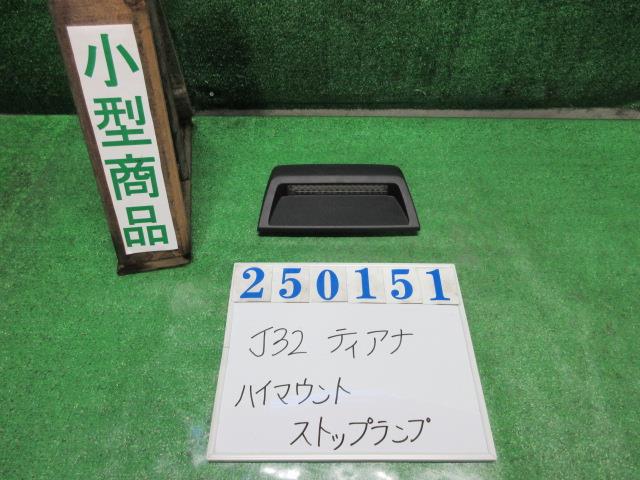 小型商品
250151
J32 ティアナ
ハイマウント
ストップランプ